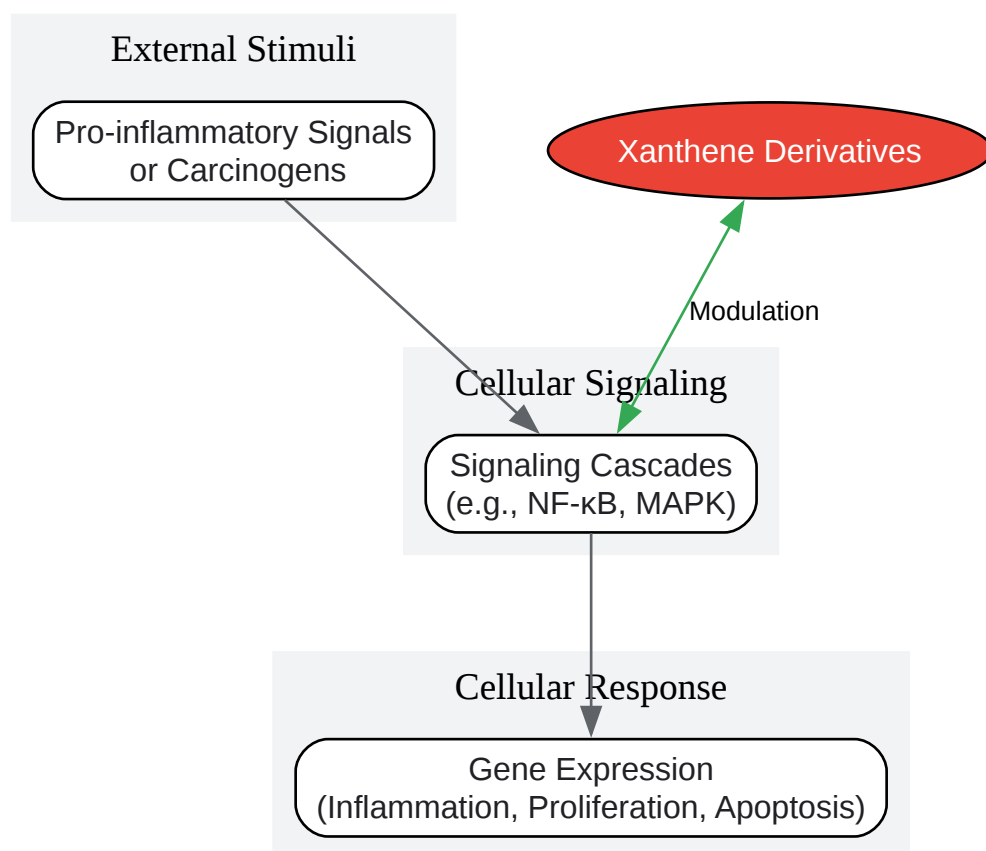 External Stimuli
Pro-inflammatory Signals
or Carcinogens
Xanthene Derivatives
Modulation
Cellular Signaling
Signaling Cascades
(e.g., NF-κB, MAPK)
Cellular Response
Gene Expression
(Inflammation, Proliferation, Apoptosis)